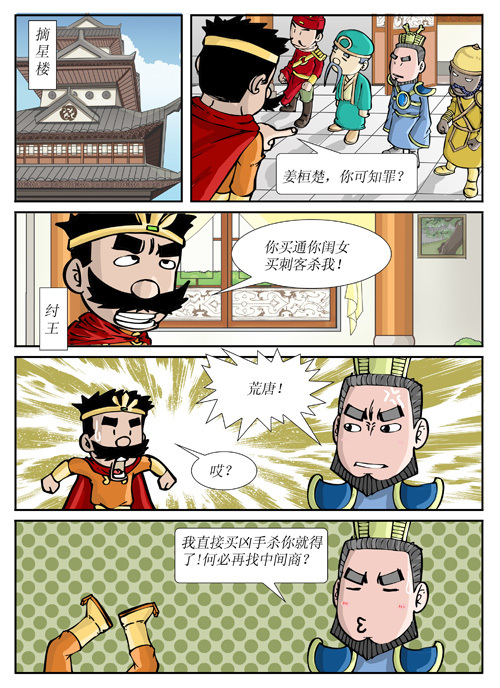 摘星楼
姜桓楚，你可知罪？
你买通你闺女
买刺客杀我！
纣王
荒唐！
哎？
我直接买凶手杀你就得
了！何必再找中间商？